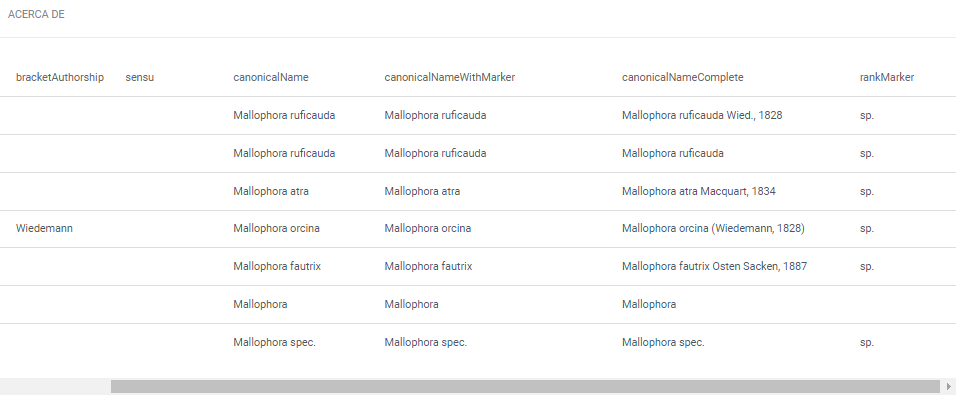 ACERCA DE
bracketAuthorship sensu canonicalName canonicalNameWithMarker canonicalNameComplete rankMarker
Mallophora ruficauda Mallophora ruficauda Mallophora ruficauda Wied., 1828 sp.
Mallophora ruficauda Mallophora ruficauda Mallophora ruficauda sp.
Mallophora atra Mallophora atra Mallophora atra Macquart, 1834 sp.
Wiedemann Mallophora orcina Mallophora orcina Mallophora orcina (Wiedemann, 1828) sp.
Mallophora fautrix Mallophora fautrix Mallophora fautrix Osten Sacken, 1887 sp.
Mallophora Mallophora Mallophora
Mallophora spec. Mallophora spec. Mallophora spec. sp.